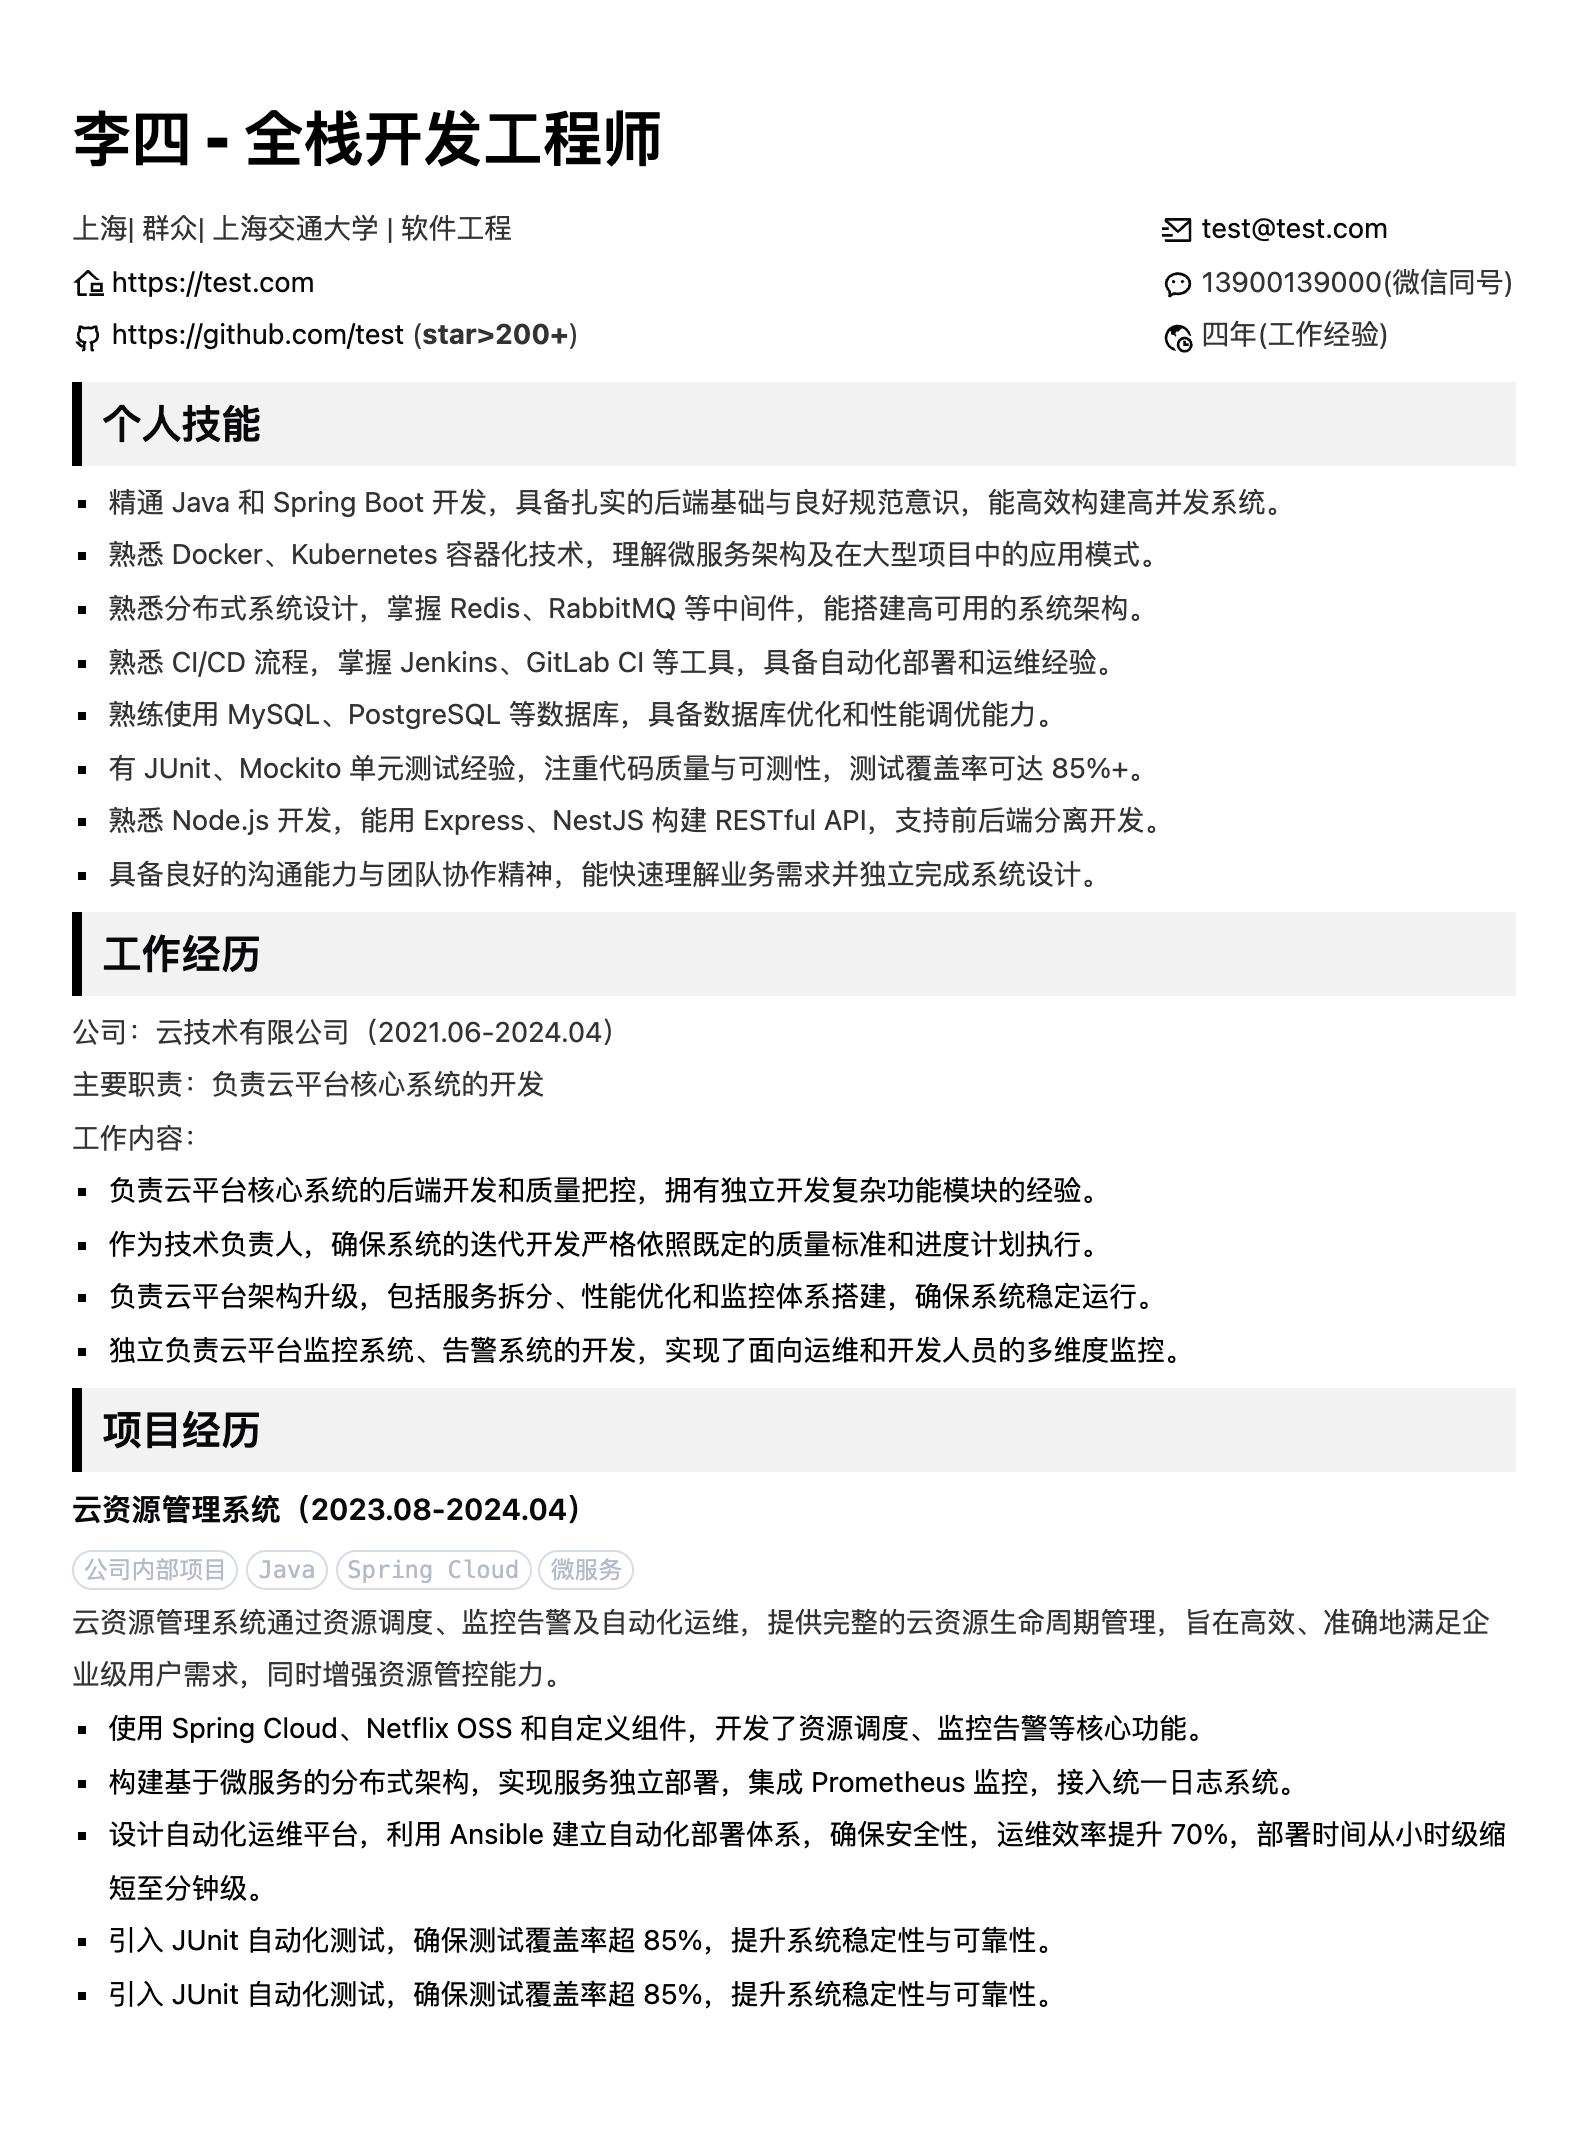 李四 - 全栈开发工程师
上海| 群众| 上海交通大学 | 软件工程
test@test.com
https://test.com
13900139000(微信同号)
https://github.com/test (star>200+)
四年(工作经验)
个人技能
精通 Java 和 Spring Boot 开发，具备扎实的后端基础与良好规范意识，能高效构建高并发系统。
熟悉 Docker、Kubernetes 容器化技术，理解微服务架构及在大型项目中的应用模式。
熟悉分布式系统设计，掌握 Redis、RabbitMQ 等中间件，能搭建高可用的系统架构。
熟悉 CI/CD 流程，掌握 Jenkins、GitLab CI 等工具，具备自动化部署和运维经验。
熟练使用 MySQL、PostgreSQL 等数据库，具备数据库优化和性能调优能力。
有 JUnit、Mockito 单元测试经验，注重代码质量与可测性，测试覆盖率可达 85%+。
熟悉 Node.js 开发，能用 Express、NestJS 构建 RESTful API，支持前后端分离开发。
具备良好的沟通能力与团队协作精神，能快速理解业务需求并独立完成系统设计。
工作经历
公司：云技术有限公司（2021.06-2024.04）
主要职责：负责云平台核心系统的开发
工作内容：
负责云平台核心系统的后端开发和质量把控，拥有独立开发复杂功能模块的经验。
作为技术负责人，确保系统的迭代开发严格依照既定的质量标准和进度计划执行。
负责云平台架构升级，包括服务拆分、性能优化和监控体系搭建，确保系统稳定运行。
独立负责云平台监控系统、告警系统的开发，实现了面向运维和开发人员的多维度监控。
项目经历
云资源管理系统（2023.08-2024.04）
公司内部项目 Java Spring Cloud 微服务
云资源管理系统通过资源调度、监控告警及自动化运维，提供完整的云资源生命周期管理，旨在高效、准确地满足企
业级用户需求，同时增强资源管控能力。
使用 Spring Cloud、Netflix OSS 和自定义组件，开发了资源调度、监控告警等核心功能。
构建基于微服务的分布式架构，实现服务独立部署，集成 Prometheus 监控，接入统一日志系统。
设计自动化运维平台，利用 Ansible 建立自动化部署体系，确保安全性，运维效率提升 70%，部署时间从小时级缩
短至分钟级。
引入 JUnit 自动化测试，确保测试覆盖率超 85%，提升系统稳定性与可靠性。
引入 JUnit 自动化测试，确保测试覆盖率超 85%，提升系统稳定性与可靠性。